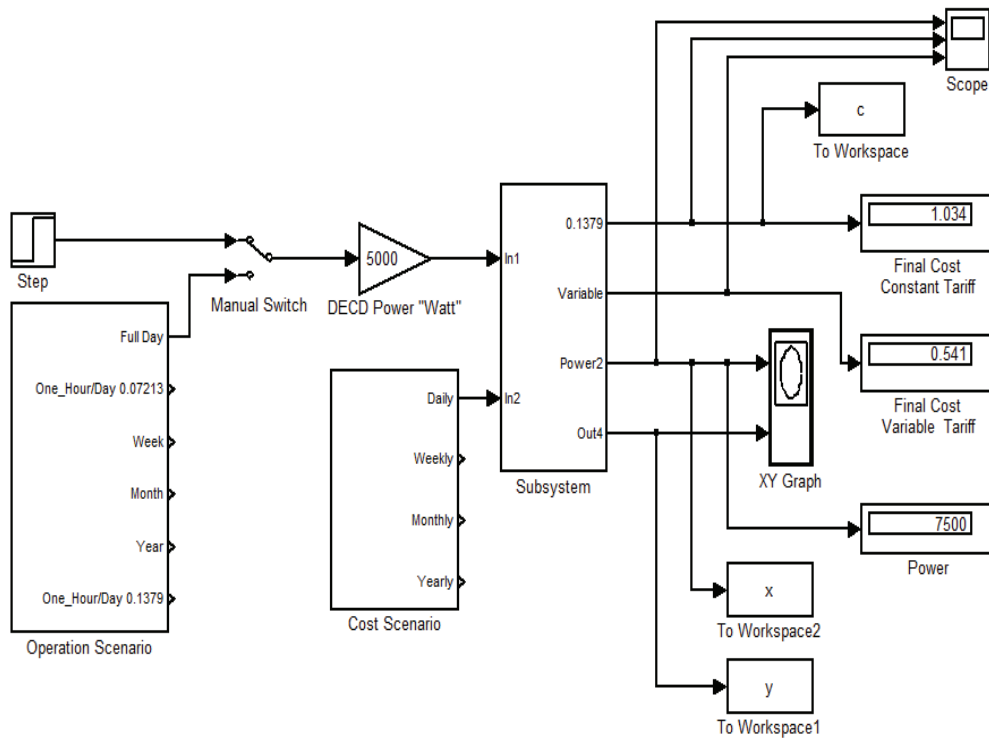 Scope
c
To Workspace
Step
Manual Switch
5000
DECD Power "Watt"
In1
In2
0.1379
Variable
Power2
Out4
Subsystem
1.034
Final Cost
Constant Tariff
0.541
Final Cost
Variable Tariff
XY Graph
7500
Power
Full Day
One_Hour/Day 0.07213
Week
Month
Year
One_Hour/Day 0.1379
Operation Scenario
Daily
Weekly
Monthly
Yearly
Cost Scenario
x
To Workspace2
y
To Workspace1